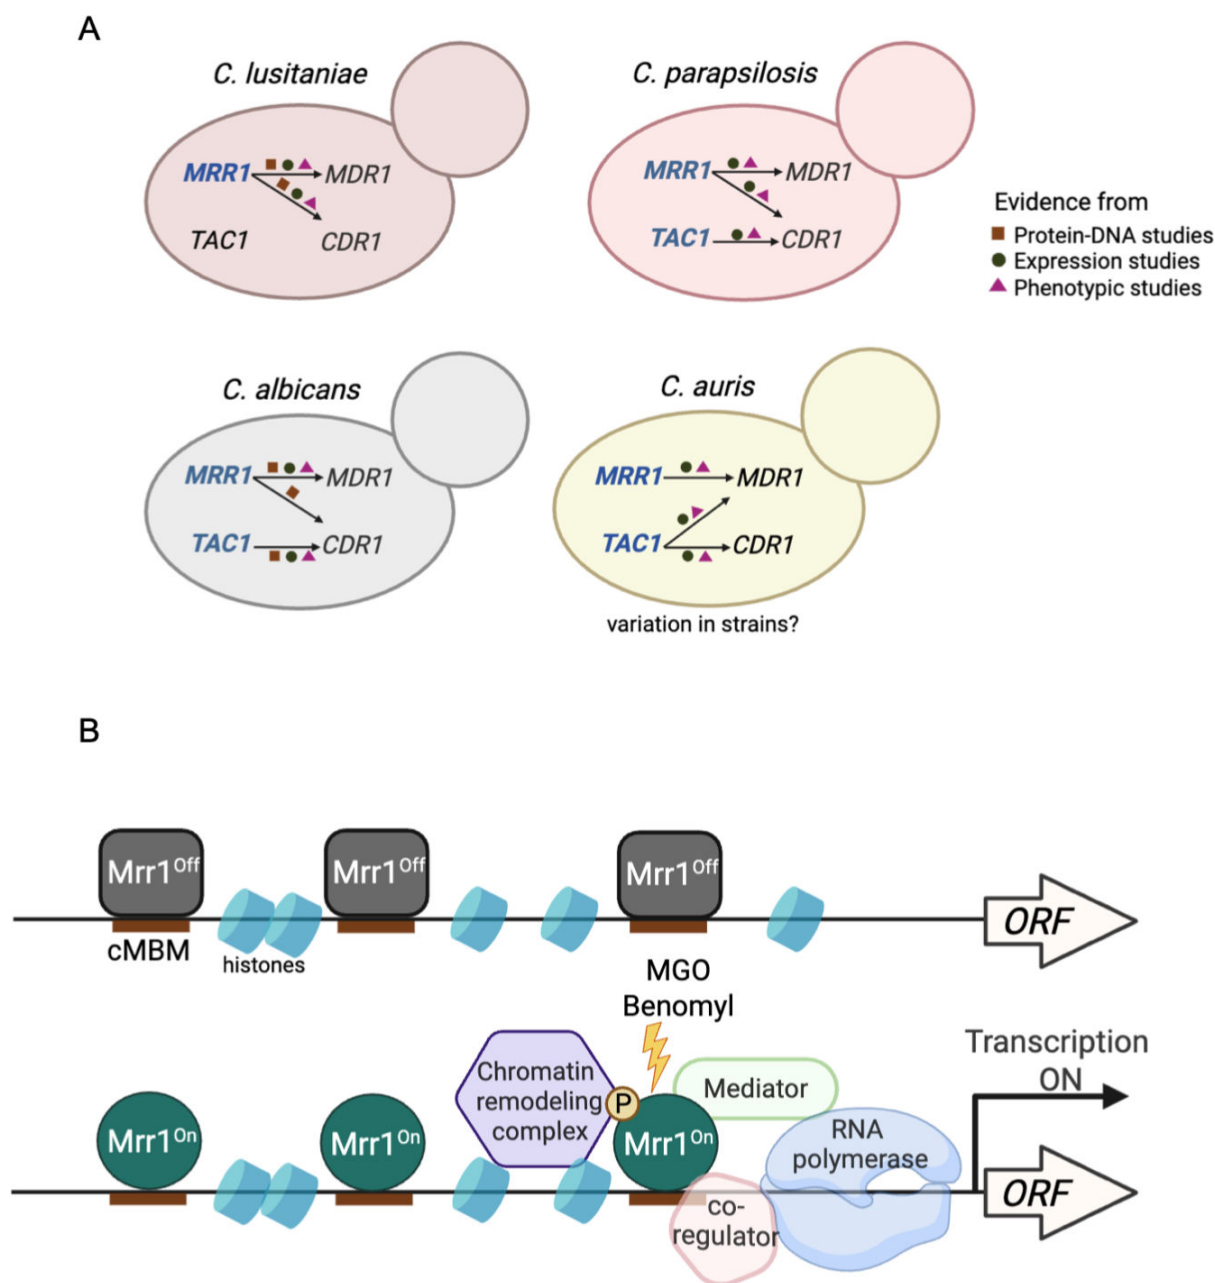 A
C. lusitaniae
MRR1 MDR1
TAC1 CDR1
C. parapsilosis
MRR1 MDR1
TAC1 CDR1
Evidence from
Protein-DNA studies
Expression studies
Phenotypic studies
C. albicans
MRR1 MDR1
TAC1 CDR1
C. auris
MRR1 MDR1
TAC1 CDR1
variation in strains?
B
Mrr1Off Mrr1Off Mrr1Off
cMBM
histones
ORF
MGO
Benomyl
Transcription
ON
Chromatin
remodeling
complex
P
Mediator
Mrr1On Mrr1On Mrr1On
RNA
polymerase
co-
regulator
ORF